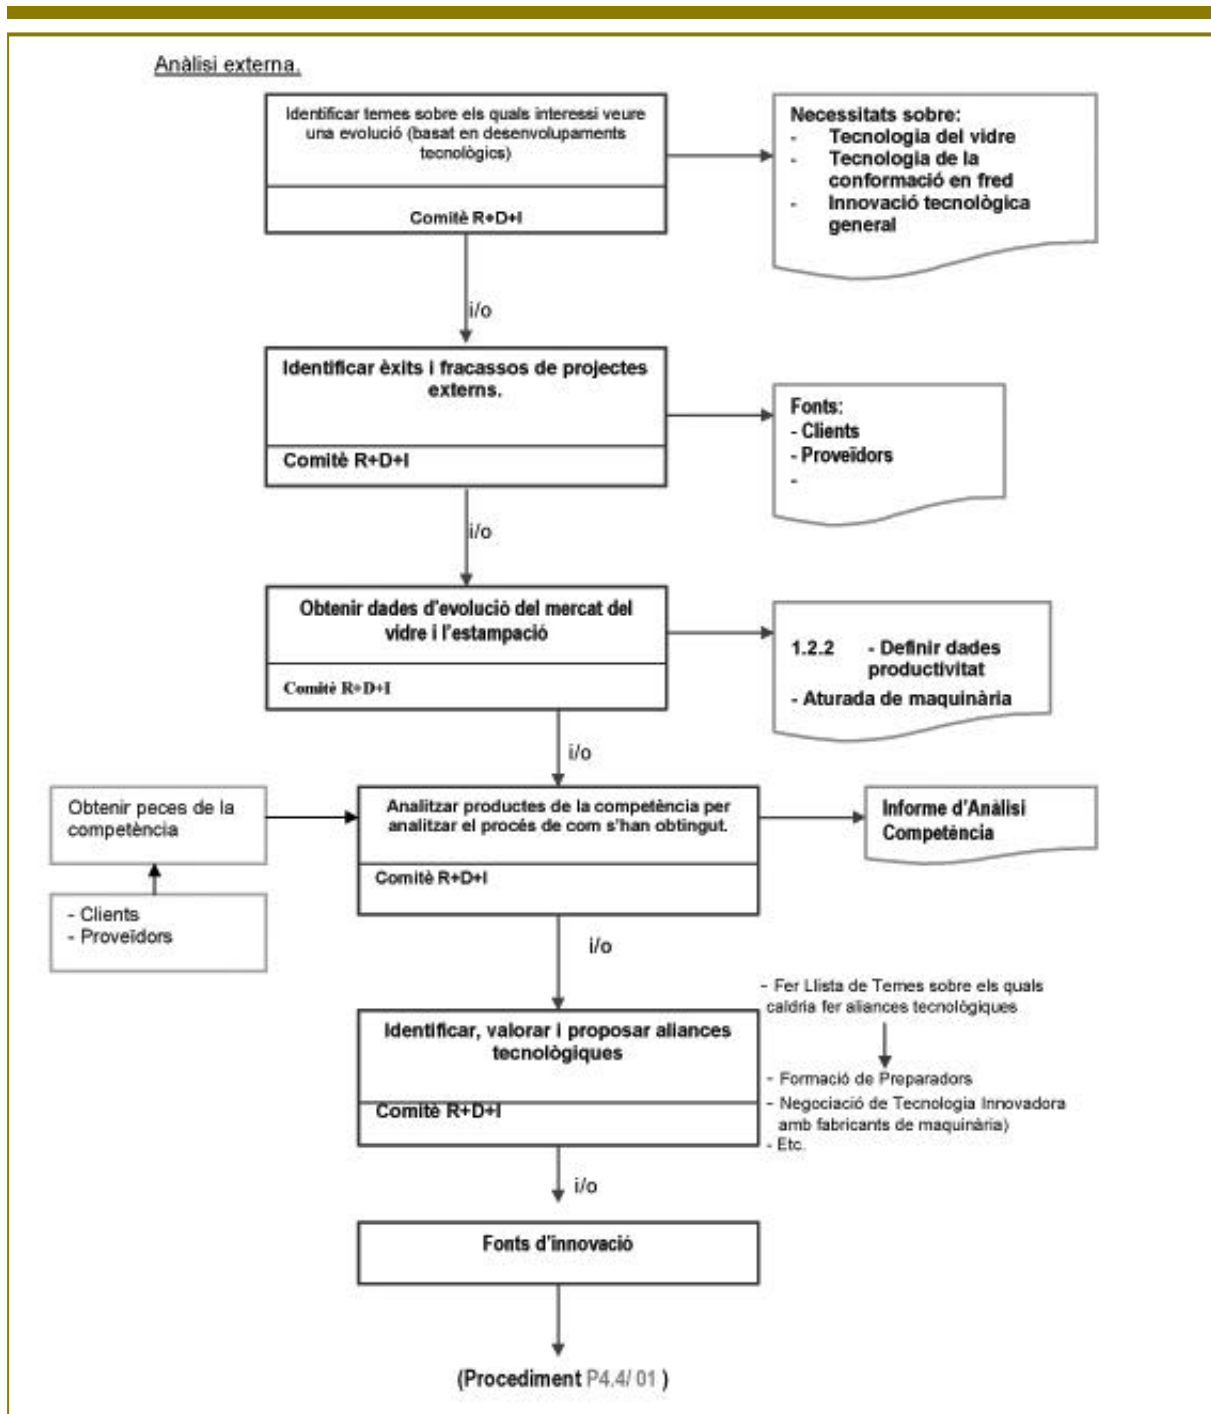 Anàlisi externa.
Identificar temes sobre els quals interessi veure
una evolució (basat en desenvolupaments
tecnològics)
Comitè R+D+I
Necessitats sobre:
- Tecnologia del vidre
- Tecnologia de la
conformació en fred
- Innovació tecnològica
general
i/o
Identificar èxits i fracassos de projectes
externs.
Comitè R+D+I
Fonts:
- Clients
- Proveïdors
-
i/o
Obtenir dades d'evolució del mercat del
vidre i l'estampació
Comitè R+D+I
1.2.2 - Definir dades
productivitat
- Aturada de maquinària
i/o
Obtenir peces de la
competència
- Clients
- Proveïdors
Analitzar productes de la competència per
analitzar el procés de com s'han obtingut.
Comitè R+D+I
Informe d'Anàlisi
Competència
i/o
Identificar, valorar i proposar aliances
tecnològiques
Comitè R+D+I
- Fer Llista de Temes sobre els quals
caldria fer aliances tecnològiques
- Formació de Preparadors
- Negociació de Tecnologia Innovadora
amb fabricants de maquinària)
- Etc.
i/o
Fonts d'innovació
(Procediment P4.4/ 01 )